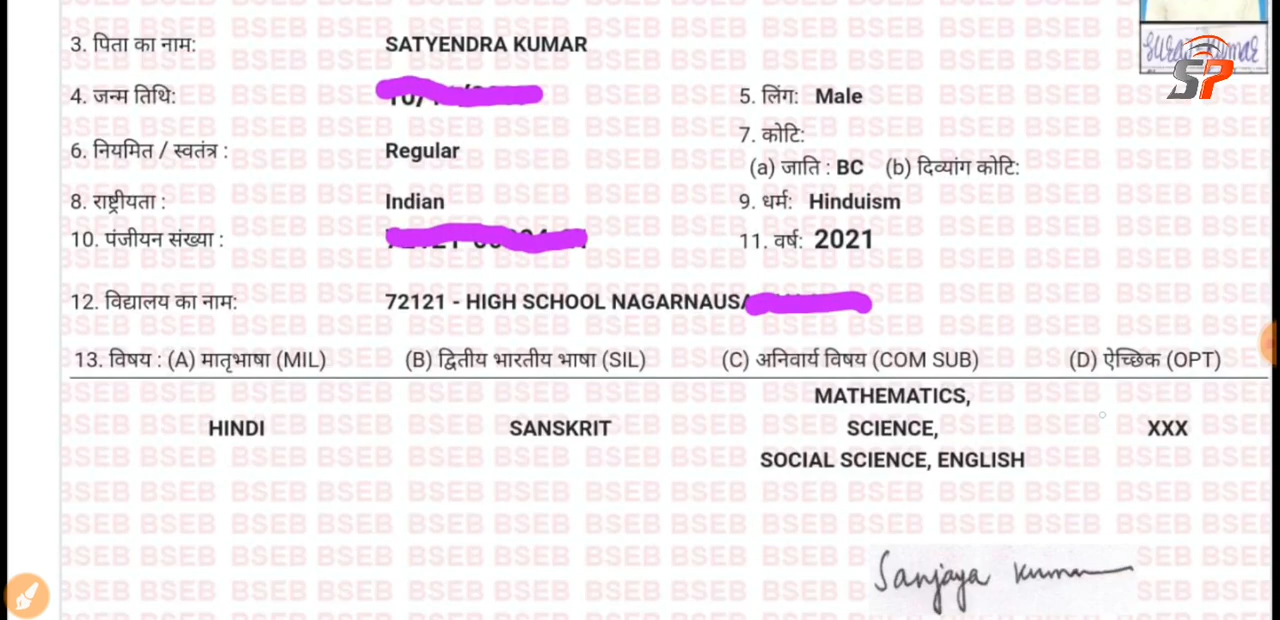 3. पिता का नाम: SATYENDRA KUMAR
SP
4. जन्म तिथि: 5. लिंग: Male
6. नियमित / स्वतंत्र : Regular 7. कोटि:
(a) जाति : BC (b) दिव्यांग कोटि:
8. राष्ट्रीयता : Indian 9. धर्म: Hinduism
10. पंजीयन संख्या : 11. वर्ष: 2021
12. विद्यालय का नाम: 72121 - HIGH SCHOOL NAGARNAUSA
13. विषय : (A) मातृभाषा (MIL) (B) द्वितीय भारतीय भाषा (SIL) (C) अनिवार्य विषय (COM SUB) (D) ऐच्छिक (OPT)
MATHEMATICS,
HINDI SANSKRIT SCIENCE, XXX
SOCIAL SCIENCE, ENGLISH
Sanjaya Kumar